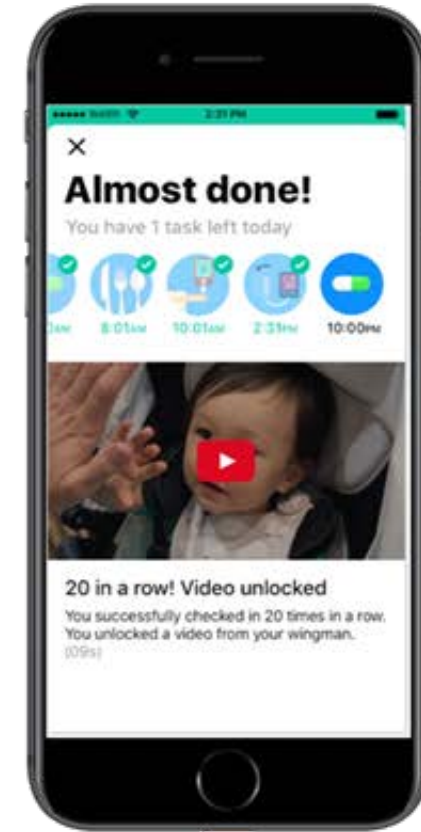 2:31 PM
Almost done!
You have 1 task left today
8:01AM 10:01AM 2:31PM 10:00PM
20 in a row! Video unlocked
You successfully checked in 20 times in a row.
You unlocked a video from your wingman.
(09s)